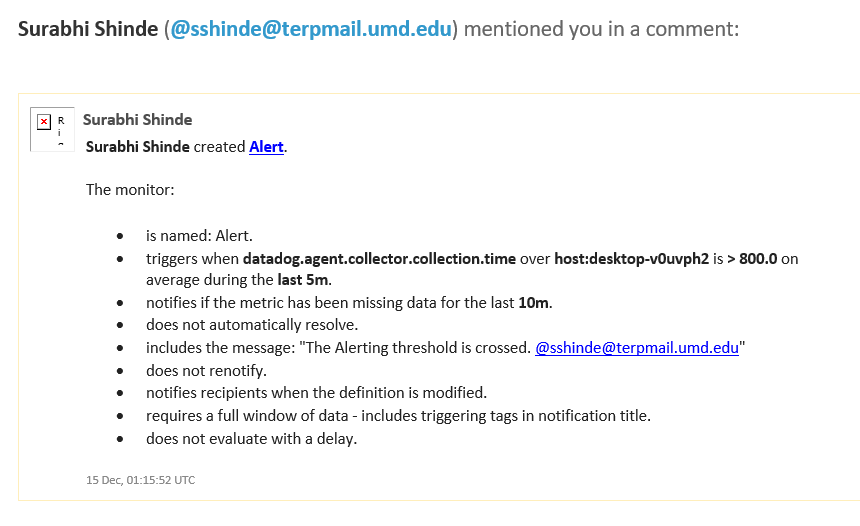 Surabhi Shinde (@sshinde@terpmail.umd.edu) mentioned you in a comment:
R
i
Surabhi Shinde
Surabhi Shinde created Alert.
The monitor:
• is named: Alert.
• triggers when datadog.agent.collector.collection.time over host:desktop-v0uvph2 is > 800.0 on
average during the last 5m.
• notifies if the metric has been missing data for the last 10m.
• does not automatically resolve.
• includes the message: "The Alerting threshold is crossed. @sshinde@terpmail.umd.edu"
• does not renotify.
• notifies recipients when the definition is modified.
• requires a full window of data - includes triggering tags in notification title.
• does not evaluate with a delay.
15 Dec, 01:15:52 UTC